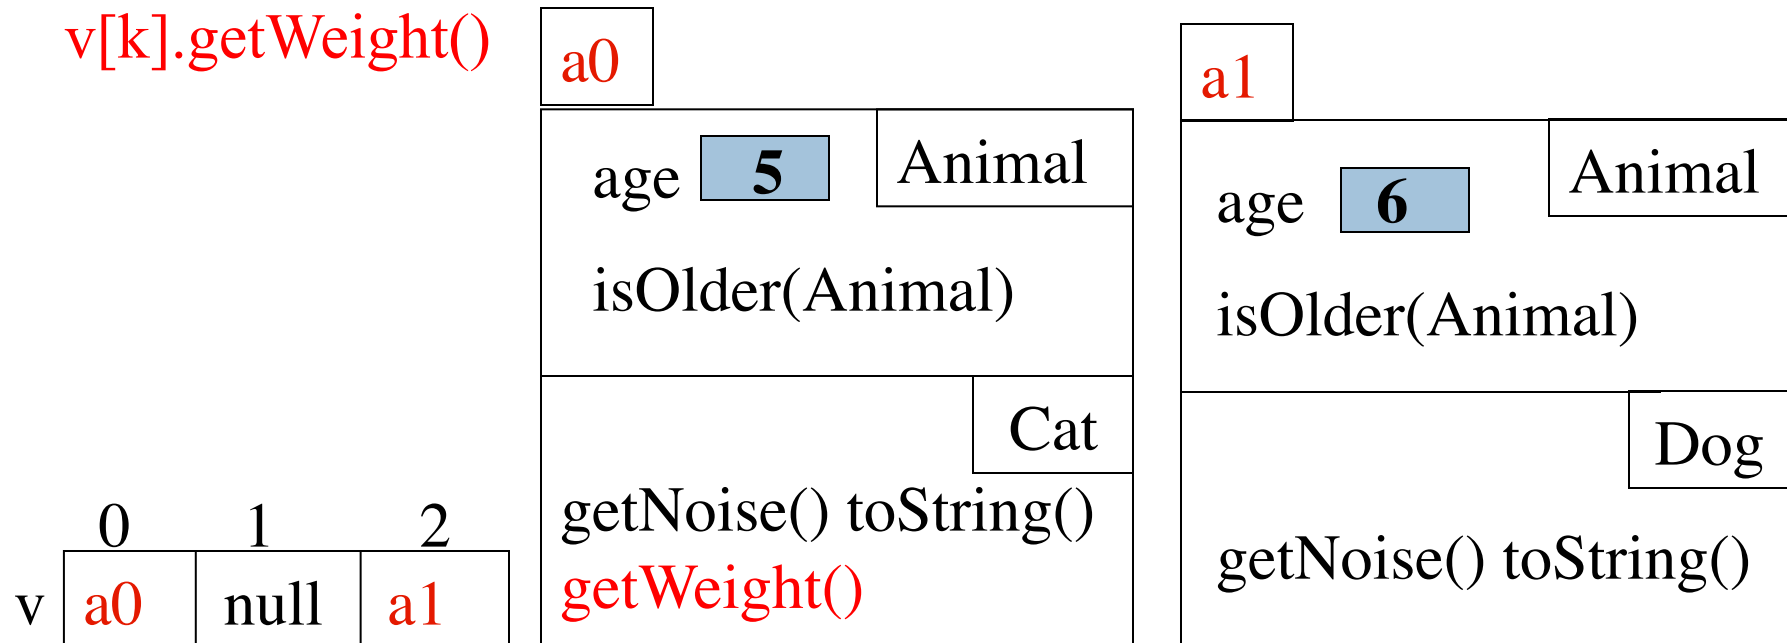 v[k].getWeight()
a0
age 5 Animal
isOlder(Animal)
Cat
getNoise() toString()
getWeight()
a1
age 6 Animal
isOlder(Animal)
Dog
getNoise() toString()
0 1 2
v a0 null a1